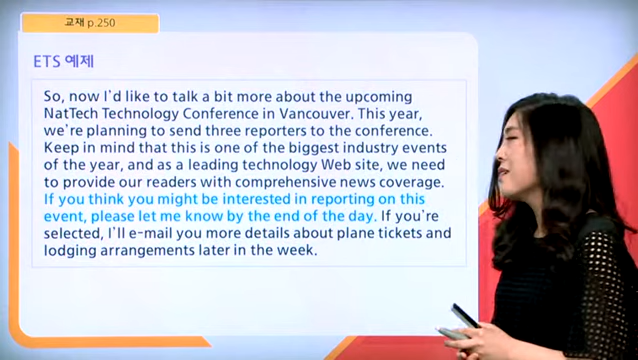 교재 p.250
ETS 예제
So, now I'd like to talk a bit more about the upcoming
NatTech Technology Conference in Vancouver. This year,
we're planning to send three reporters to the conference.
Keep in mind that this is one of the biggest industry events
of the year, and as a leading technology Web site, we need
to provide our readers with comprehensive news coverage.
If you think you might be interested in reporting on this
event, please let me know by the end of the day. If you're
selected, I'll e-mail you more details about plane tickets and
lodging arrangements later in the week.